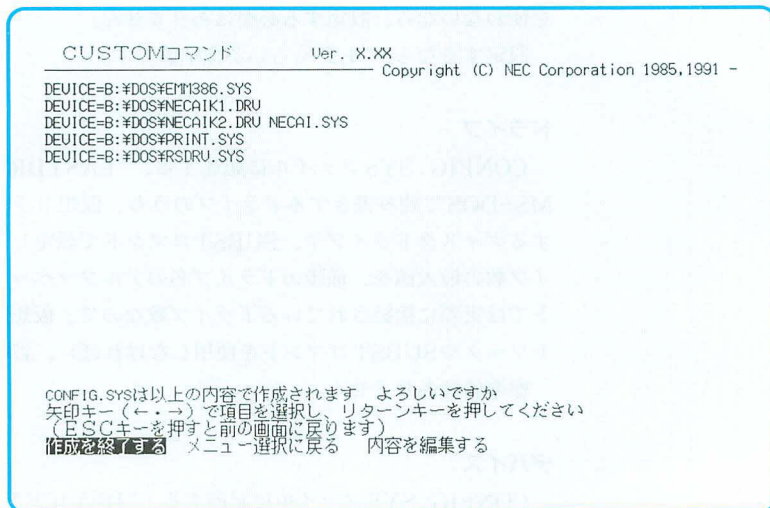 CUSTOMコマンド Ver. X.XX
Copyright (C) NEC Corporation 1985,1991 -
DEVICE=B:¥DOS¥EMM386.SYS
DEVICE=B:¥DOS¥NECAIK1.DRV
DEVICE=B:¥DOS¥NECAIK2.DRV NECAI.SYS
DEVICE=B:¥DOS¥PRINT.SYS
DEVICE=B:¥DOS¥RSDRV.SYS
CONFIG.SYSは以上の内容で作成されます よろしいですか
矢印キー(←・→)で項目を選択し、リターンキーを押してください
(ESCキーを押すと前の画面に戻ります)
作成を終了する メニュー選択に戻る 内容を編集する